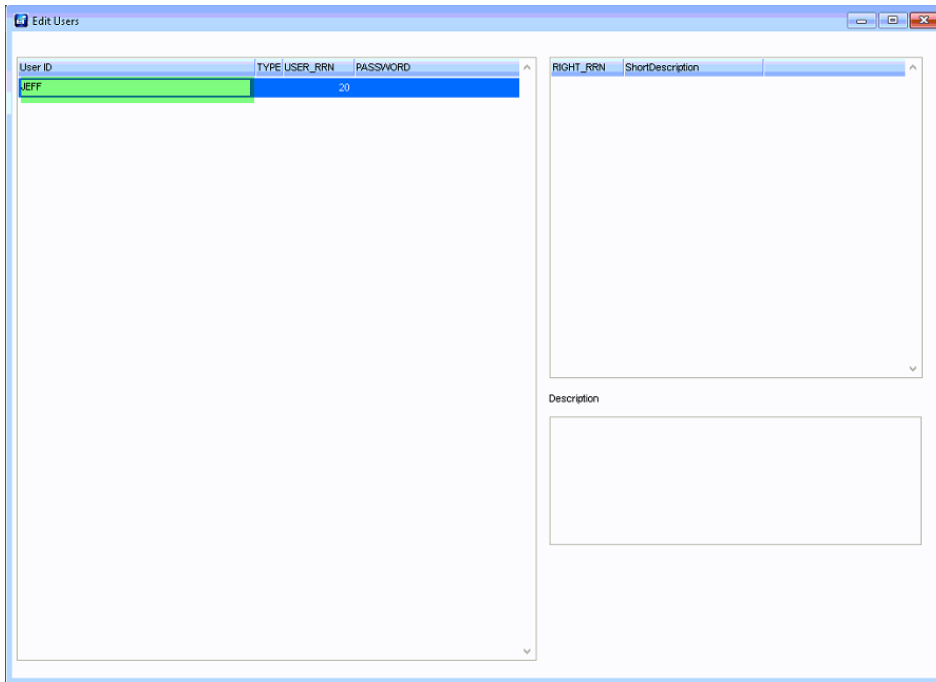 Edit Users
User ID TYPE USER_RRN PASSWORD
JEFF 20
RIGHT_RRN ShortDescription
Description